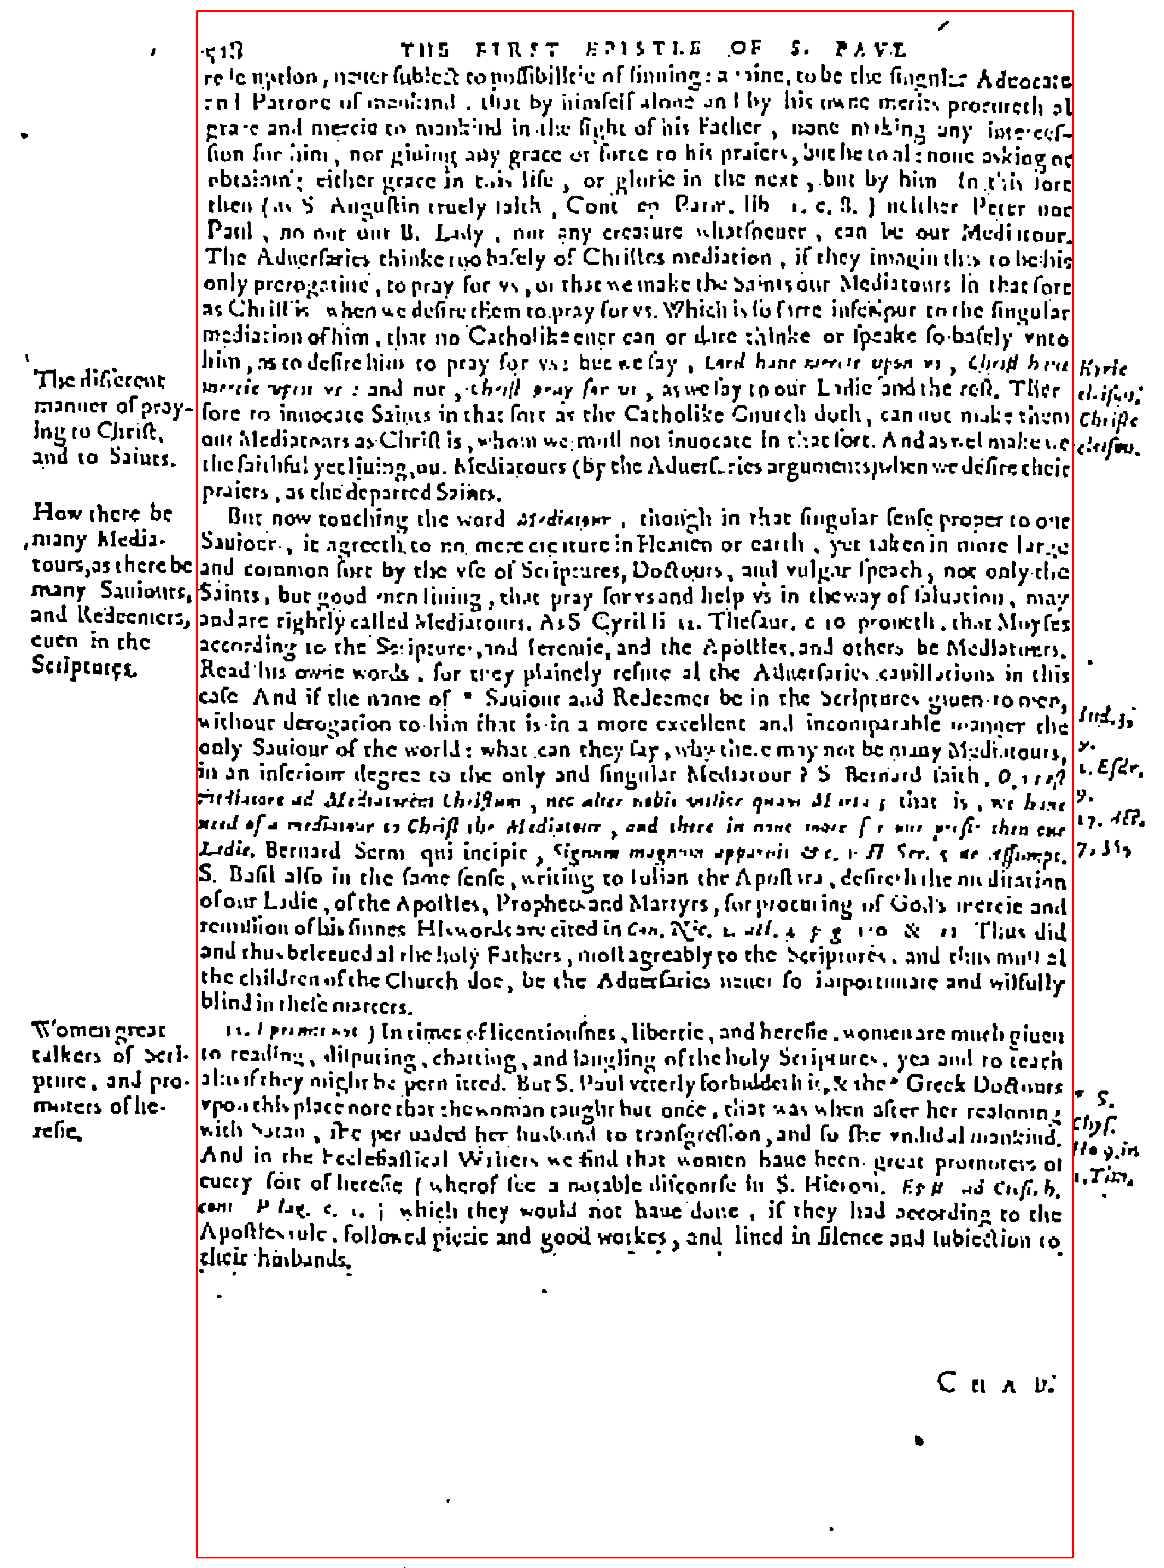 518 THE FIRST EPISTLE OF S. PAVL
redemption, neuer subiect to possibilitie of sinning: to be the singular Aduocate
and Patrone of mankind, that by himself alone and by his owne merits procureth al
grace and mercie to mankind in the sight of his Father, none making any interces-
sion for him, nor giuing any grace or force to his praiers, but he to al: none asking or
obtaining either grace in this life, or glorie in the next, but by him In this sort
then (as S Augustin truely saith, Cont ep Parm. lib c. 8. ) neither Peter nor
Paul, no not our B. Lady, nor any creature whatsoeuer, can be our Mediatour.
The Aduersaries thinke too basely of Christes mediation, if they imagin this to be his
only prerogatiue, to pray for vs, or that we make the Saints our Mediatours In that sort
as Christ is when we desire them to pray for vs. Which is so farre inferiour to the singular
mediation of him, that no Catholike euer can or dare thinke or speake so basely vnto
him, as to desire him to pray for vs: but we say, Lord haue mercie vpon vs, Christ haue
mercie vpon vs: and not, Christ pray for vs, as we say to our Ladie and the rest. Ther
fore to inuocate Saints in that sort as the Catholike Church doth, can not make them
our Mediatours as Christ is, whom we must not inuocate In that sort. And as wel make we
the faithful yet liuing, our Mediatours (by the Aduersaries arguments) when we desire their
praiers, as the departed Saints.
The different
manner of pray-
ing to Christ,
and to Saints.
Kyrie
eleison.
Christe
eleison.
But now touching the word Mediatour, though in that singular sense proper to our
Sauiour, it agreeth to no mere creature in Heauen or earth, yet taken in more large
and common sort by the vse of Scriptures, Doctours, and vulgar speach, not only the
Saints, but good men liuing, that pray for vs and help vs in the way of saluation, may
and are rightly called Mediatours. As S Cyril li 12. Thesaur. c 10 proueth, that Moyses
according to the Scriptures, and Ieremie, and the Apostles, and others be Mediatours.
Read his owne words, for they plainely refute al the Aduersaries cauillations in this
case And if the name of * Sauiour and Redeemer be in the Scriptures giuen to men,
without derogation to him that is in a more excellent and incomparable manner the
only Sauiour of the world: what can they say, why there may not be many Mediatours,
in an inferiour degree to the only and singular Mediatour? S Bernard saith, Opus est
mediatore ad Mediatorem Christum, nec alter nobis vtilior quam Maria; that is, we haue
need of a mediatour to Christ the Mediatour, and there is none more for our profit then our
Ladie. Bernard Serm qui incipit, Signum magnum apparuit &c. Ser. de Assumpt.
S. Basil also in the same sense, writing to Iulian the Apostata, desireth the mediation
of our Ladie, of the Apostles, Prophets and Martyrs, for procuring of God's mercie and
remission of his sinnes His words are cited in Con. Nic. 2. act. 4 Thus did
and thus beleeued al the holy Fathers, most agreably to the Scriptures, and thus must al
the children of the Church doe, be the Aduersaries neuer so importunate and wilfully
blind in these matters.
How there be
many Media-
tours, as there be
many Sauiours,
and Redeemers,
euen in the
Scriptures.
Iud. 3,
9.
Esdr.
9.
Act.
7. 35
12. ) In times of licentiousnes, libertie, and heresie, women are much giuen
to reading, disputing, chatting, and iangling of the holy Scriptures, yea and to teach
also if they might be permitted. But S. Paul vtterly forbiddeth it, & the * Greek Doctours
vpon this place note that the woman taught but once, that was when after her reasoning
with Satan, she persuaded her husband to transgression, and so she vndid al mankind.
And in the Ecclesiastical Writers we find that women haue been great promoters of
euery sort of heresie (wherof see a notable discourse in S. Hierom. Ep ad Ctesiph.
cont Pelag. c. 2.) which they would not haue done, if they had according to the
Apostles rule, followed pietie and good workes, and liued in silence and subiection to
their husbands.
Women great
talkers of Scri-
pture, and pro-
moters of he-
resie.
* S.
Chrys.
Ho 9. in
1. Tim.
CHAP.